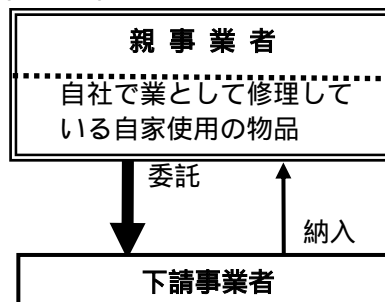 親事業者
自社で業として修理して
いる自家使用の物品
委託
納入
下請事業者